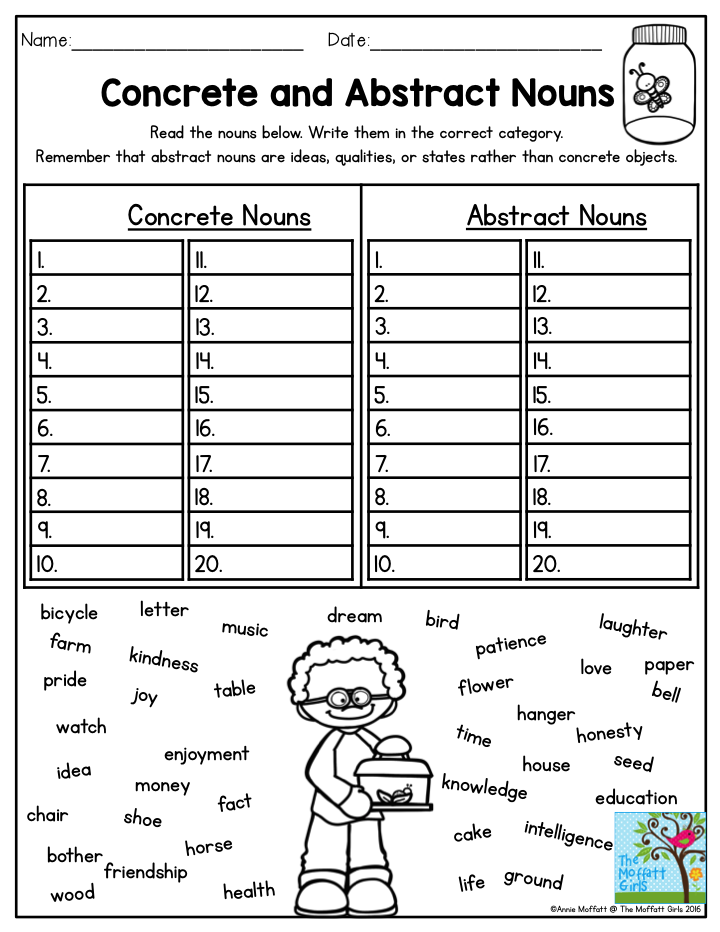 Name:______________________ Date:______________________
Concrete and Abstract Nouns
Read the nouns below. Write them in the correct category.
Remember that abstract nouns are ideas, qualities, or states rather than concrete objects.
Concrete Nouns Abstract Nouns
1. 11. 1. 11.
2. 12. 2. 12.
3. 13. 3. 13.
4. 14. 4. 14.
5. 15. 5. 15.
6. 16. 6. 16.
7. 17. 7. 17.
8. 18. 8. 18.
9. 19. 9. 19.
10. 20. 10. 20.
bicycle letter music dream bird laughter
farm kindness patience
pride joy table flower love paper
bell
watch hanger
time honesty
enjoyment house seed
idea money knowledge education
chair shoe fact
cake intelligence
bother horse
friendship
wood health life ground
The
Moffatt
Girls
©Annie Moffatt @ The Moffatt Girls 2016